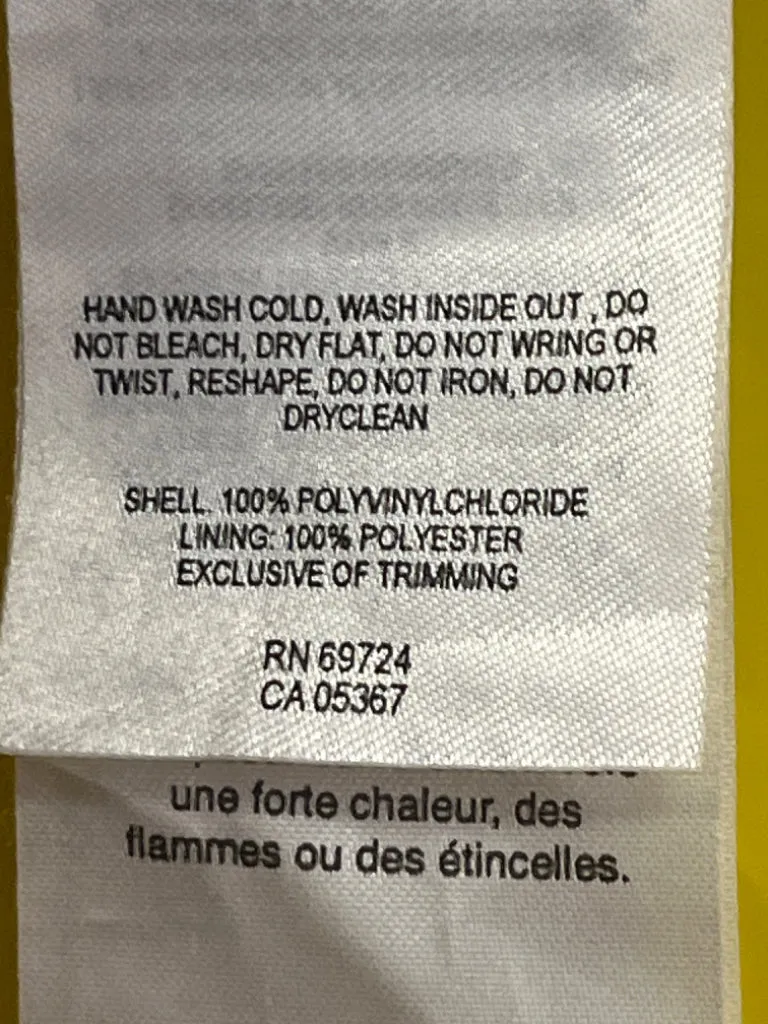 HAND WASH COLD, WASH INSIDE OUT , DO
NOT BLEACH, DRY FLAT, DO NOT WRING OR
TWIST, RESHAPE, DO NOT IRON, DO NOT
DRYCLEAN
SHELL. 100% POLYVINYLCHLORIDE
LINING: 100% POLYESTER
EXCLUSIVE OF TRIMMING
RN 69724
CA 05367
une forte chaleur, des
flammes ou des étincelles.